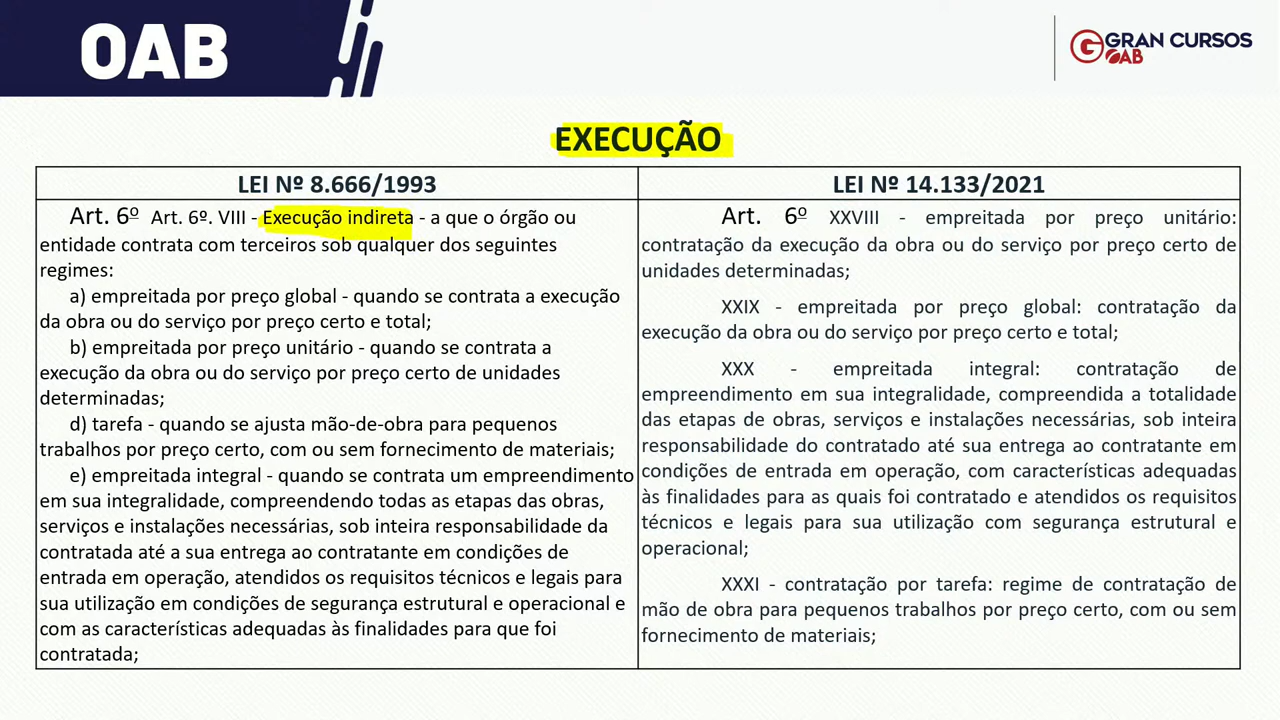 OAB
GRAN CURSOS
OAB
EXECUÇÃO
LEI Nº 8.666/1993
Art. 6º Art. 6º. VIII - Execução indireta - a que o órgão ou
entidade contrata com terceiros sob qualquer dos seguintes
regimes:
a) empreitada por preço global - quando se contrata a execução
da obra ou do serviço por preço certo e total;
b) empreitada por preço unitário - quando se contrata a
execução da obra ou do serviço por preço certo de unidades
determinadas;
d) tarefa - quando se ajusta mão-de-obra para pequenos
trabalhos por preço certo, com ou sem fornecimento de materiais;
e) empreitada integral - quando se contrata um empreendimento
em sua integralidade, compreendendo todas as etapas das obras,
serviços e instalações necessárias, sob inteira responsabilidade da
contratada até a sua entrega ao contratante em condições de
entrada em operação, atendidos os requisitos técnicos e legais para
sua utilização em condições de segurança estrutural e operacional e
com as características adequadas às finalidades para que foi
contratada;
LEI Nº 14.133/2021
Art. 6º XXVIII - empreitada por preço unitário:
contratação da execução da obra ou do serviço por preço certo de
unidades determinadas;
XXIX - empreitada por preço global: contratação da
execução da obra ou do serviço por preço certo e total;
XXX - empreitada integral: contratação de
empreendimento em sua integralidade, compreendida a totalidade
das etapas de obras, serviços e instalações necessárias, sob inteira
responsabilidade do contratado até sua entrega ao contratante em
condições de entrada em operação, com características adequadas
às finalidades para as quais foi contratado e atendidos os requisitos
técnicos e legais para sua utilização com segurança estrutural e
operacional;
XXXI - contratação por tarefa: regime de contratação de
mão de obra para pequenos trabalhos por preço certo, com ou sem
fornecimento de materiais;